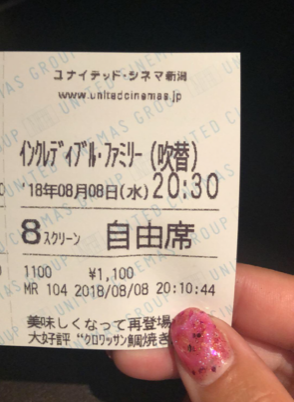 ユナイテッド・シネマ新潟
www.unitedcinemas.jp
インクレディブル・ファミリー(吹替)
'18年08月08日(水) 20:30
8スクリーン 自由席
1100 ¥1,100
MR 104 2018/08/08 20:10:44
美味しくなって再登場
大好評 “クロワッサン鯛焼き